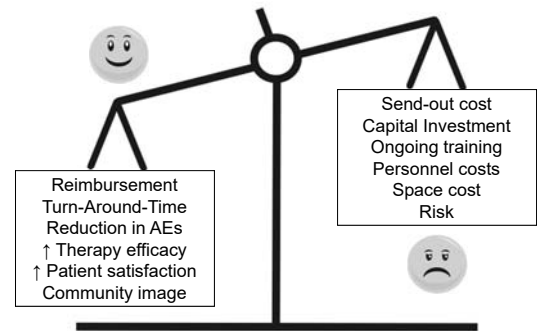 Send-out cost
Capital Investment
Ongoing training
Personnel costs
Space cost
Risk
Reimbursement
Turn-Around-Time
Reduction in AEs
↑ Therapy efficacy
↑ Patient satisfaction
Community image